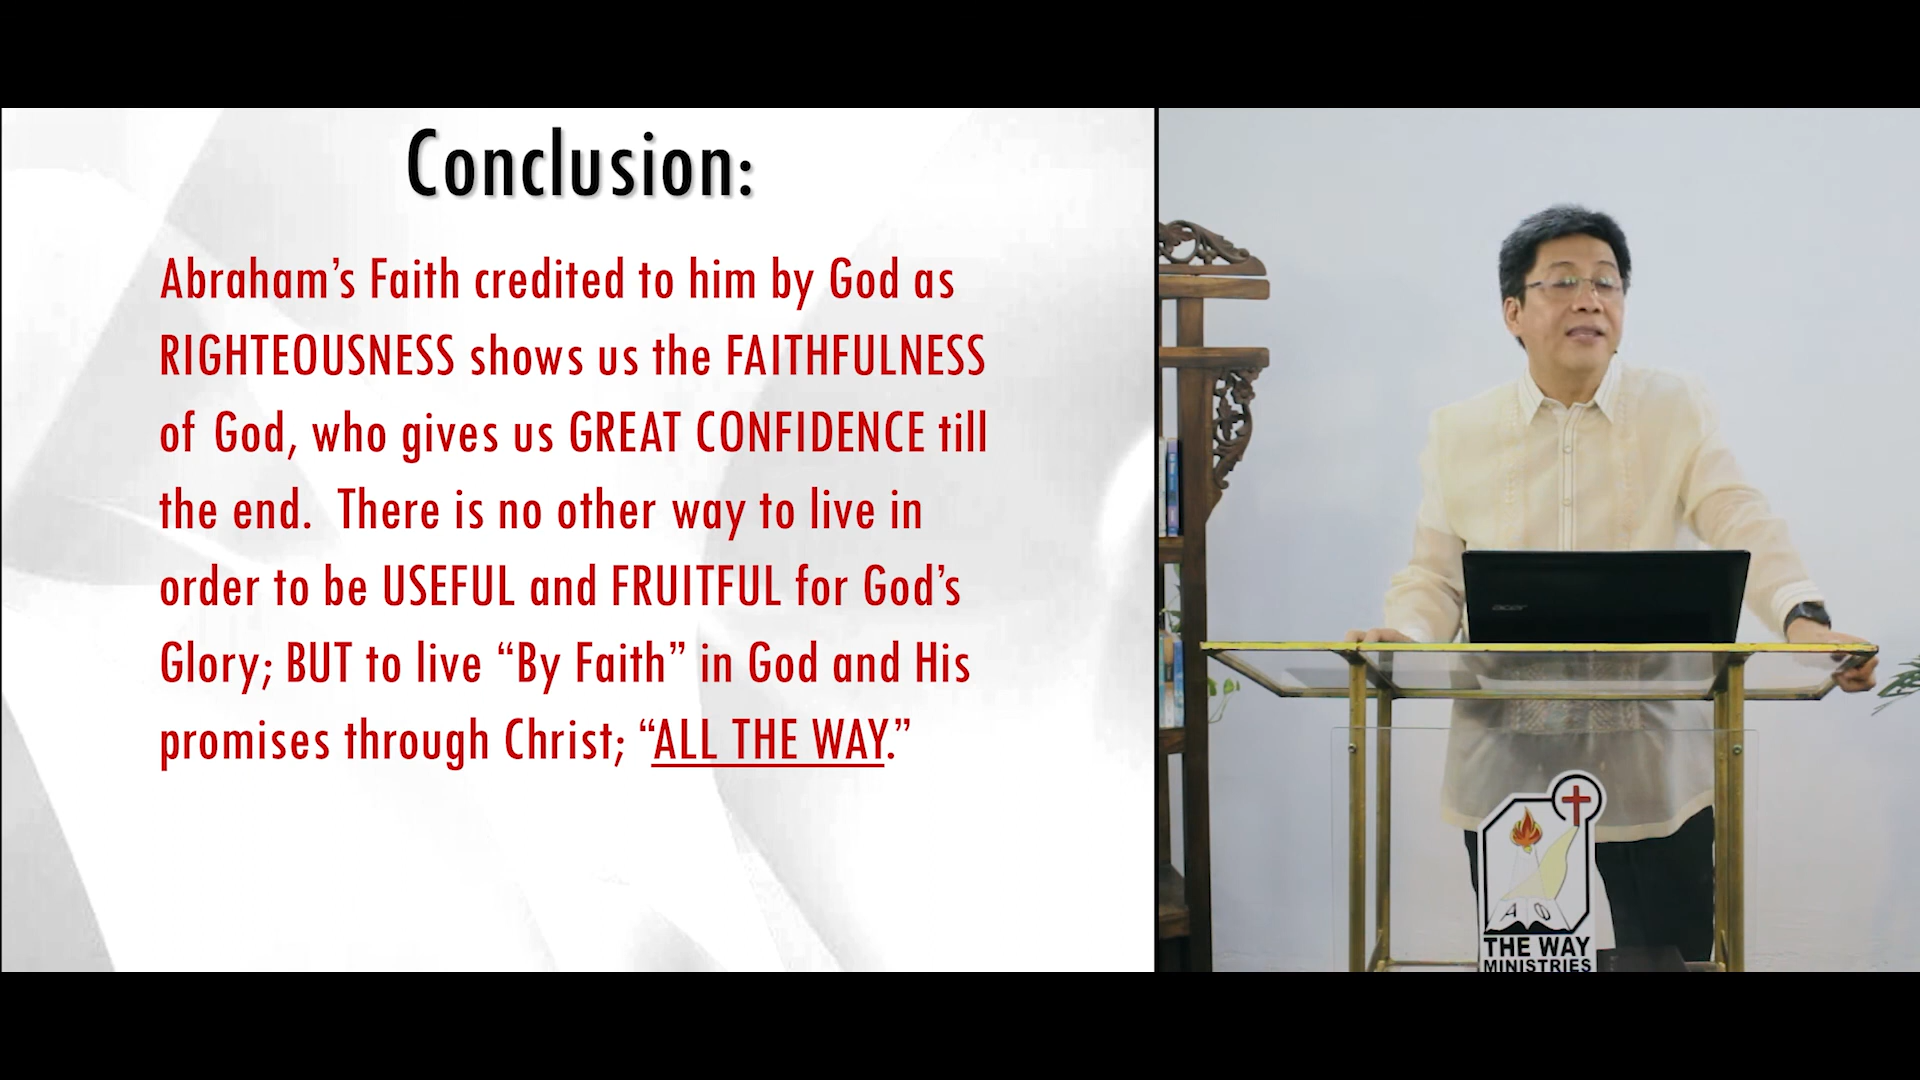 Conclusion:
Abraham’s Faith credited to him by God as
RIGHTEOUSNESS shows us the FAITHFULNESS
of God, who gives us GREAT CONFIDENCE till
the end.  There is no other way to live in
order to be USEFUL and FRUITFUL for God’s
Glory; BUT to live “By Faith” in God and His
promises through Christ; “ALL THE WAY.”
acer
A Φ
THE WAY
MINISTRIES